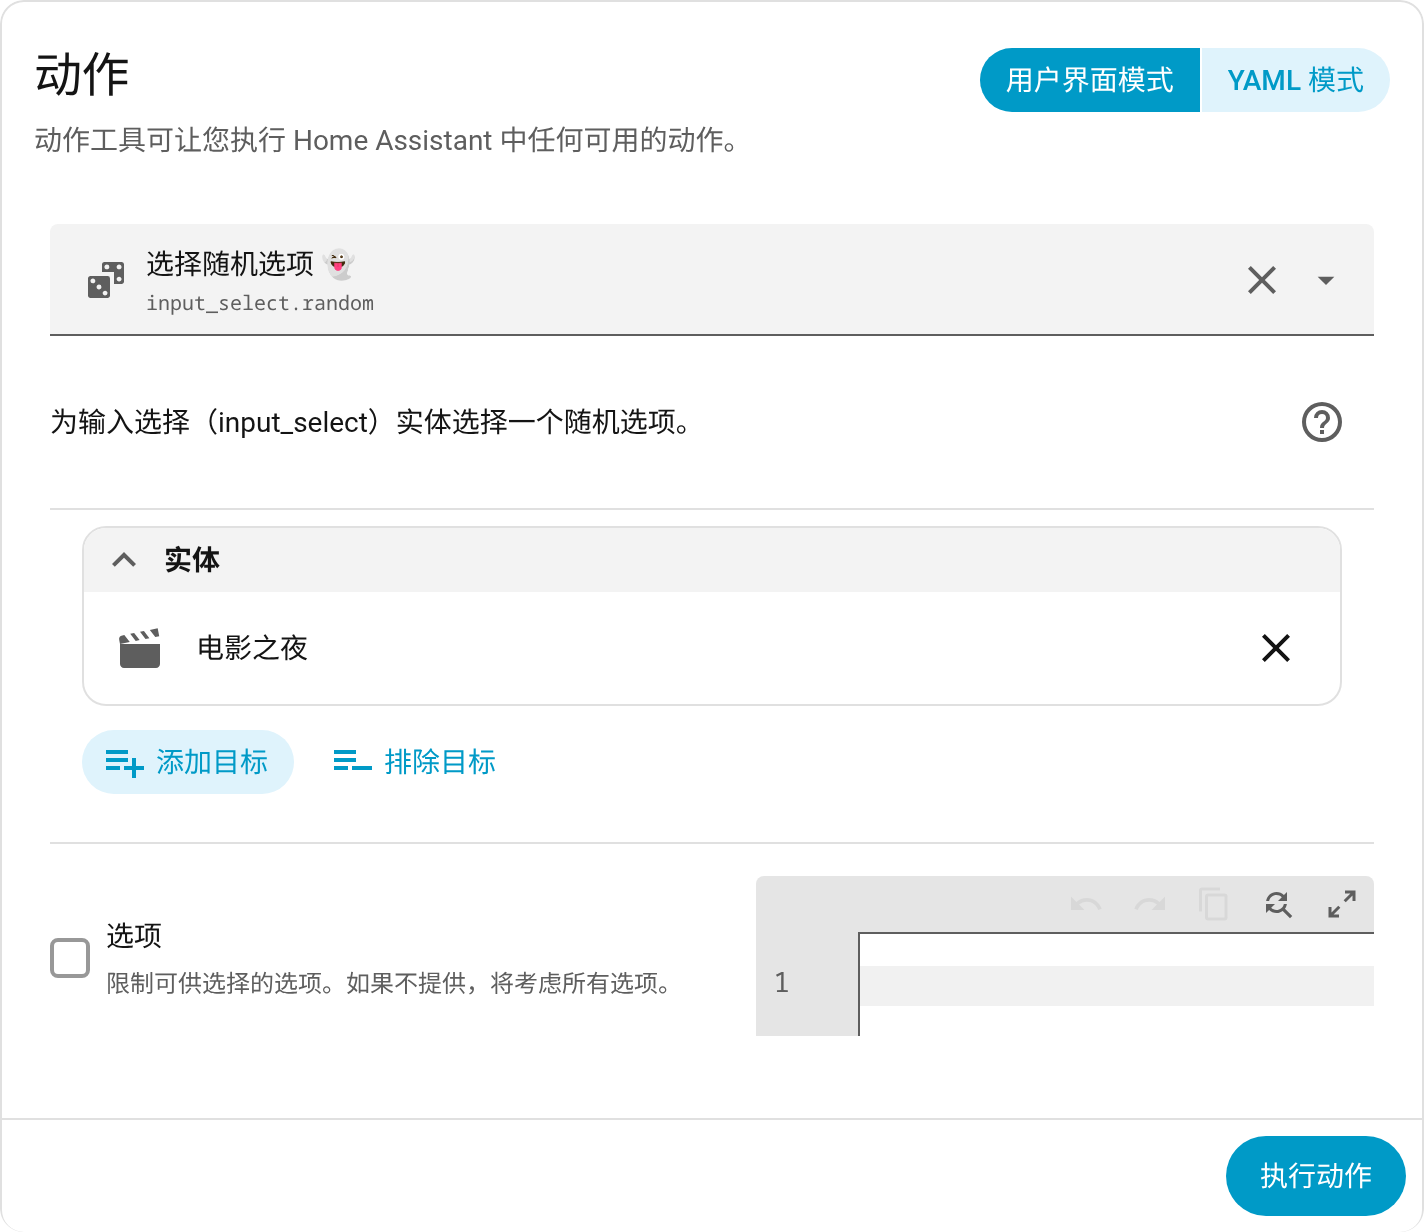 动作
用户界面模式
YAML 模式
动作工具可让您执行 Home Assistant 中任何可用的动作。
选择随机选项 👻
input_select.random
为输入选择（input_select）实体选择一个随机选项。
实体
电影之夜
添加目标
排除目标
选项
限制可供选择的选项。如果不提供，将考虑所有选项。
1
执行动作